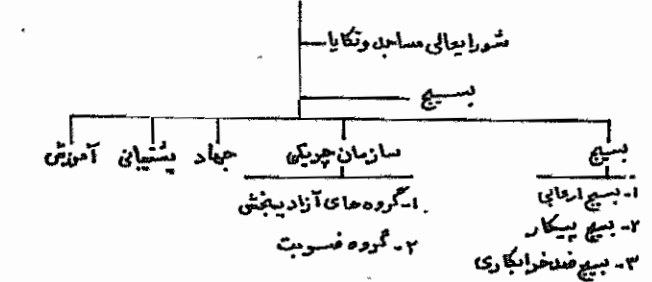 شورایعالی مساجد و تکایا
بسیج
بسیج
سازمان چریکی
جهاد
پشتیبانی
آموزش
۱- بسیج ارعابی
۲- بسیج پیکار
۳- بسیج ضدخرابکاری
۱- گروه های آزادیبخش
۲- گروه ضربت